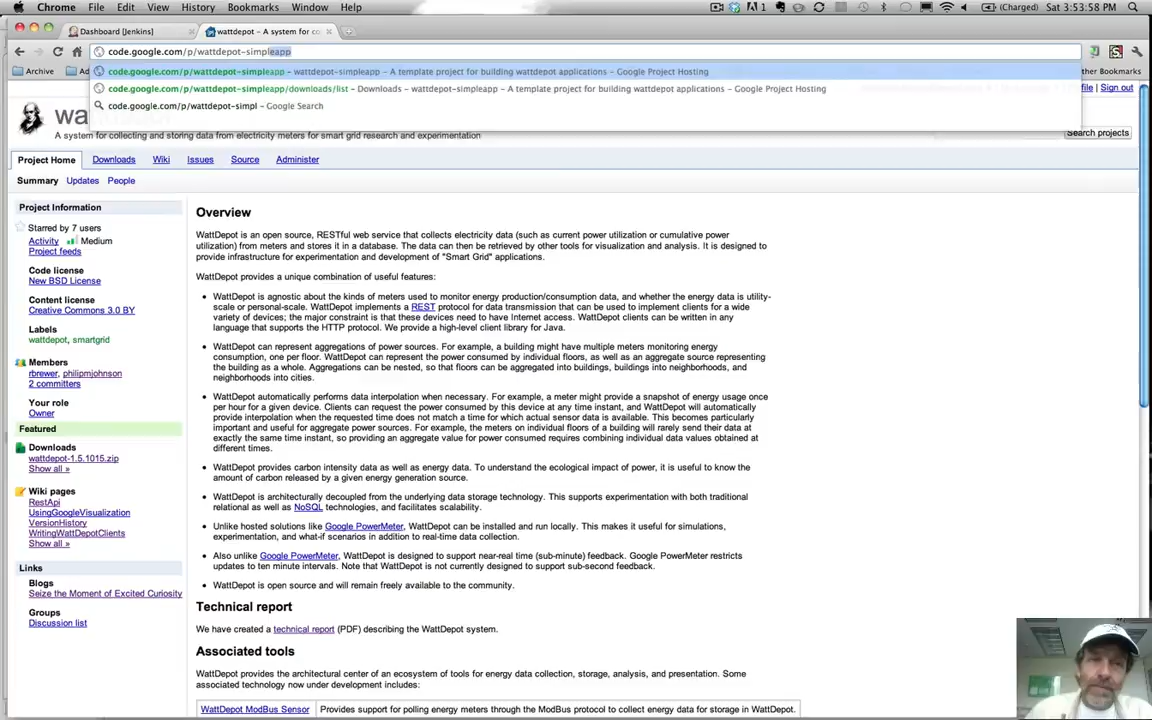 Chrome File Edit View History Bookmarks Window Help 1 (Charged) Sat 3:53:58 PM
Dashboard [Jenkins] wattdepot - A system for co
code.google.com/p/wattdepot-simpleapp
Archive
ther Bookmarks
code.google.com/p/wattdepot-simpleapp - wattdepot-simpleapp - A template project for building wattdepot applications - Google Project Hosting
code.google.com/p/wattdepot-simpleapp/downloads/list - Downloads - wattdepot-simpleapp - A template project for building wattdepot applications - Google Project Hosting
code.google.com/p/wattdepot-simpl - Google Search
file | Sign out
A system for collecting and storing data from electricity meters for smart grid research and experimentation
Search projects
Project Home Downloads Wiki Issues Source Administer
Summary Updates People
Project Information
Starred by 7 users
Activity Medium
Project feeds
Code license
New BSD License
Content license
Creative Commons 3.0 BY
Labels
wattdepot, smartgrid
Members
rbrewer, philipmjohnson
2 committers
Your role
Owner
Featured
Downloads
wattdepot-1.5.1015.zip
Show all »
Wiki pages
RestApi
UsingGoogleVisualization
VersionHistory
WritingWattDepotClients
Show all »
Links
Blogs
Seize the Moment of Excited Curiosity
Groups
Discussion list
Overview
WattDepot is an open source, RESTful web service that collects electricity data (such as current power utilization or cumulative power
utilization) from meters and stores it in a database. The data can then be retrieved by other tools for visualization and analysis. It is designed to
provide infrastructure for experimentation and development of "Smart Grid" applications.
WattDepot provides a unique combination of useful features:
• WattDepot is agnostic about the kinds of meters used to monitor energy production/consumption data, and whether the energy data is utility-
scale or personal-scale. WattDepot implements a REST protocol for data transmission that can be used to implement clients for a wide
variety of devices; the major constraint is that these devices need to have Internet access. WattDepot clients can be written in any
language that supports the HTTP protocol. We provide a high-level client library for Java.
• WattDepot can represent aggregations of power sources. For example, a building might have multiple meters monitoring energy
consumption, one per floor. WattDepot can represent the power consumed by individual floors, as well as an aggregate source representing
the building as a whole. Aggregations can be nested, so that floors can be aggregated into buildings, buildings into neighborhoods, and
neighborhoods into cities.
• WattDepot automatically performs data interpolation when necessary. For example, a meter might provide a snapshot of energy usage once
per hour for a given device. Clients can request the power consumed by this device at any time instant, and WattDepot will automatically
provide interpolation when the requested time does not match a time for which actual sensor data is available. This becomes particularly
important and useful for aggregate power sources. For example, the meters on individual floors of a building will rarely send their data at
exactly the same time instant, so providing an aggregate value for power consumed requires combining individual data values obtained at
different times.
• WattDepot provides carbon intensity data as well as energy data. To understand the ecological impact of power, it is useful to know the
amount of carbon released by a given energy generation source.
• WattDepot is architecturally decoupled from the underlying data storage technology. This supports experimentation with both traditional
relational as well as NoSQL technologies, and facilitates scalability.
• Unlike hosted solutions like Google PowerMeter, WattDepot can be installed and run locally. This makes it useful for simulations,
experimentation, and what-if scenarios in addition to real-time data collection.
• Also unlike Google PowerMeter, WattDepot is designed to support near-real time (sub-minute) feedback. Google PowerMeter restricts
updates to ten minute intervals. Note that WattDepot is not currently designed to support sub-second feedback.
• WattDepot is open source and will remain freely available to the community.
Technical report
We have created a technical report (PDF) describing the WattDepot system.
Associated tools
WattDepot provides the architectural center of an ecosystem of tools for energy data collection, storage, analysis, and presentation. Some
associated technology now under development includes:
WattDepot ModBus Sensor Provides support for polling energy meters through the ModBus protocol to collect energy data for storage in WattDepot.